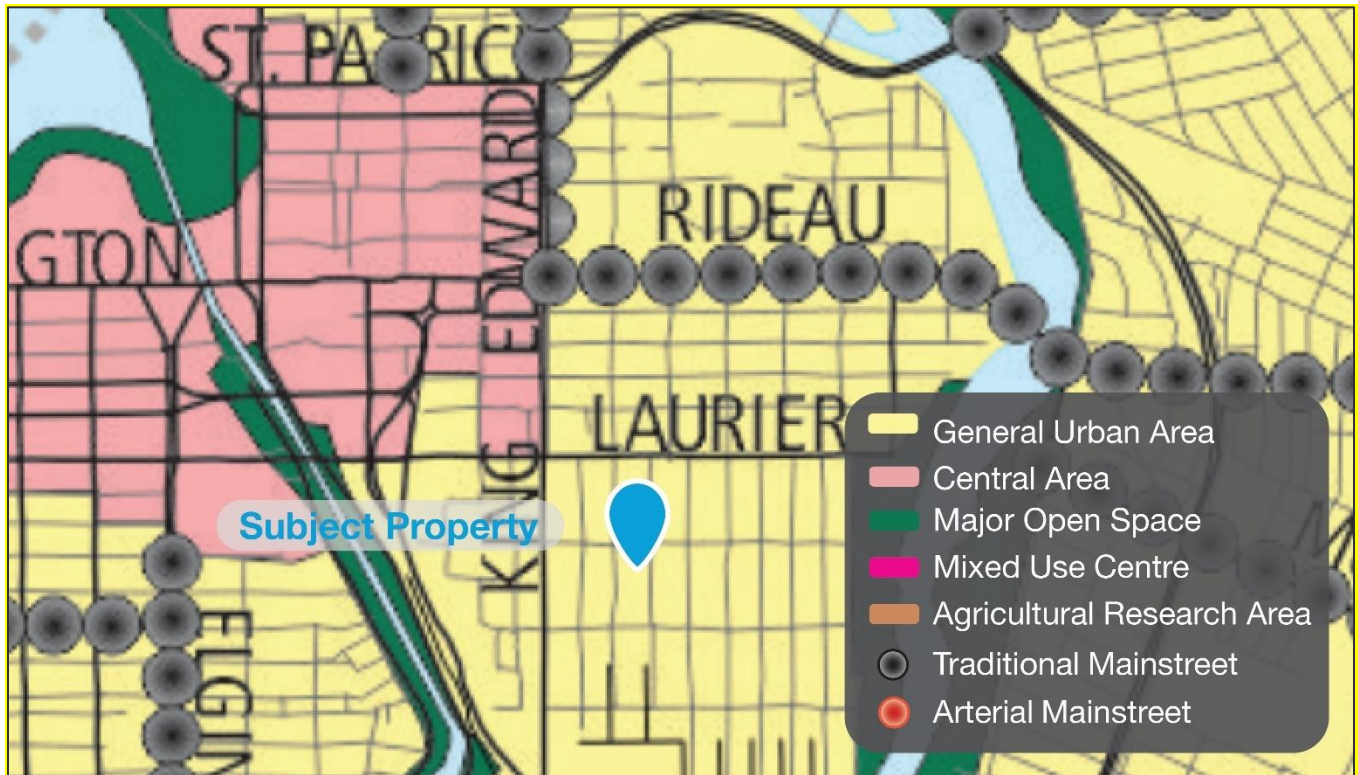 ST. PATRIC
KING EDWARD
RIDEAU
GTON
LAURIER
Subject Property
ELGIN
General Urban Area
Central Area
Major Open Space
Mixed Use Centre
Agricultural Research Area
Traditional Mainstreet
Arterial Mainstreet